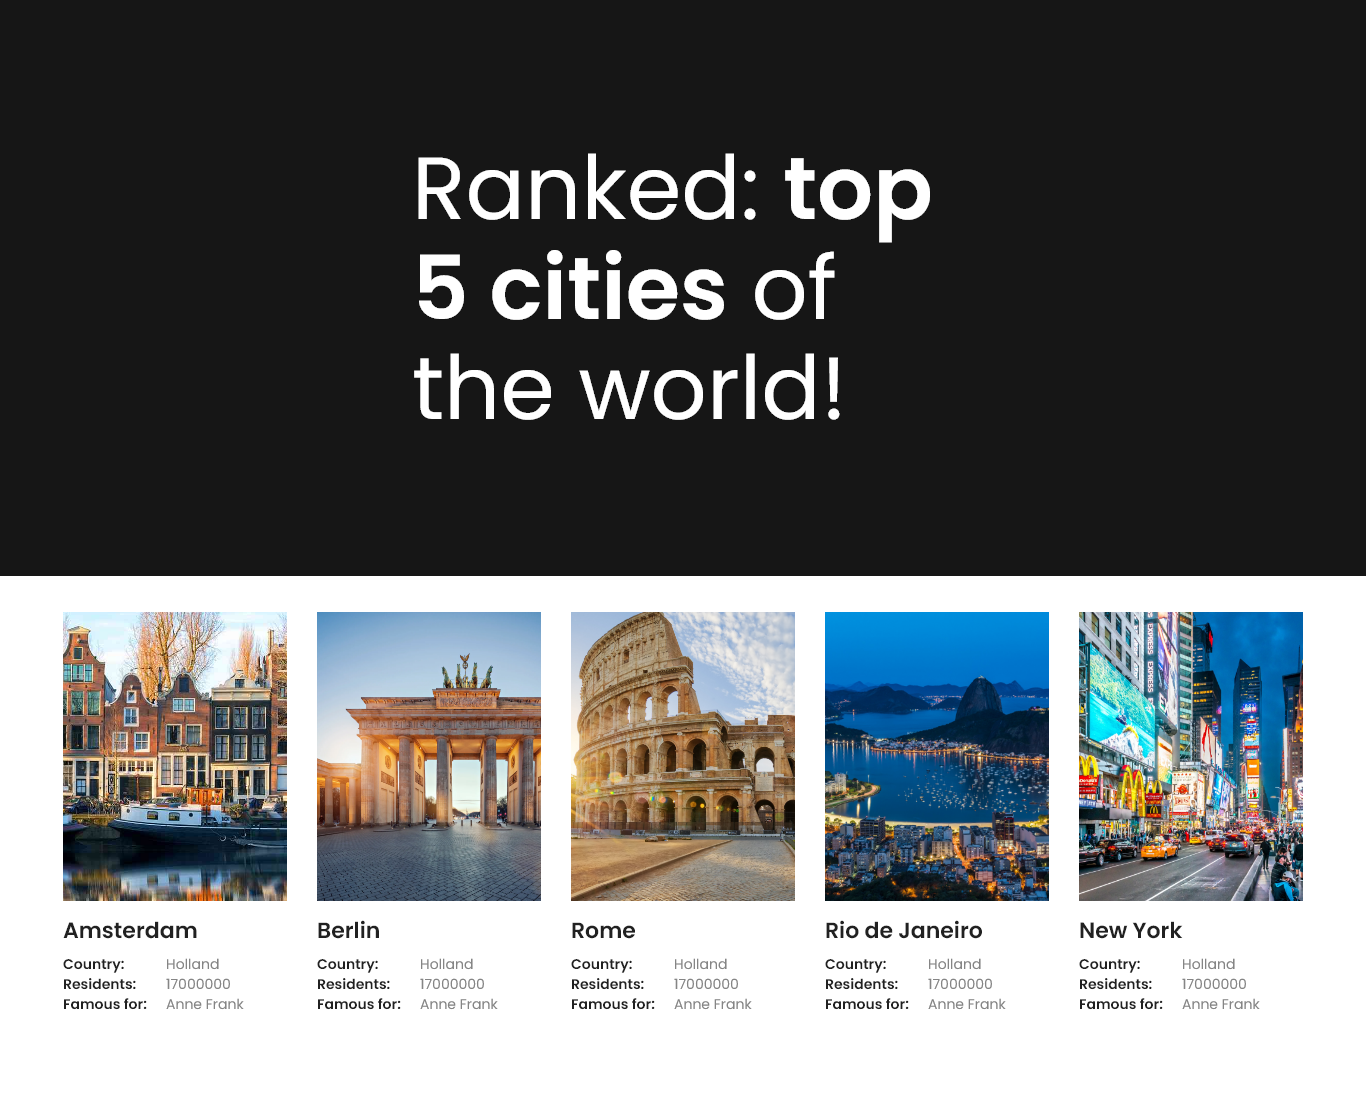 Ranked: top
5 cities of
the world!
EXPRESS
EXPRESS
Amsterdam
Country: Holland
Residents: 17000000
Famous for: Anne Frank
Berlin
Country: Holland
Residents: 17000000
Famous for: Anne Frank
Rome
Country: Holland
Residents: 17000000
Famous for: Anne Frank
Rio de Janeiro
Country: Holland
Residents: 17000000
Famous for: Anne Frank
New York
Country: Holland
Residents: 17000000
Famous for: Anne Frank